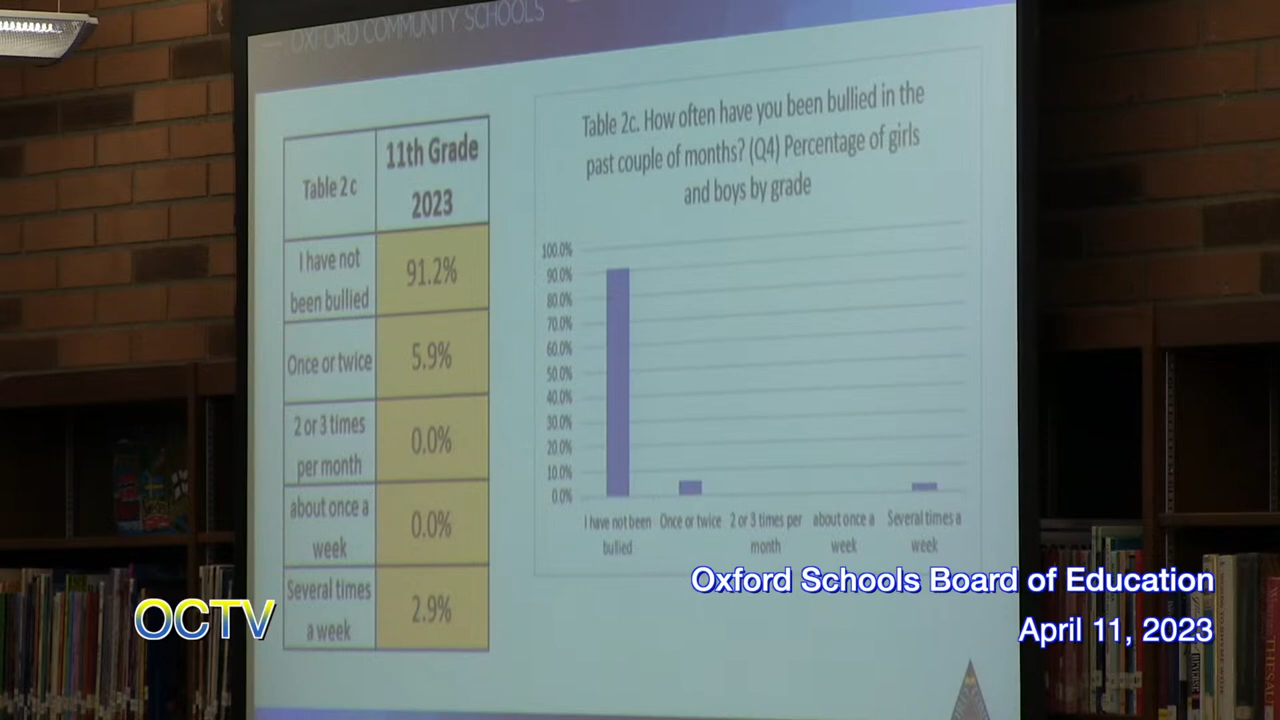 OXFORD COMMUNITY SCHOOLS
Table 2c
11th Grade
2023
I have not
been bullied
91.2%
Once or twice
5.9%
2 or 3 times
per month
0.0%
about once a
week
0.0%
Several times
a week
2.9%
Table 2c. How often have you been bullied in the
past couple of months? (Q4) Percentage of girls
and boys by grade
100.0%
90.0%
80.0%
70.0%
60.0%
50.0%
40.0%
30.0%
20.0%
10.0%
0.0%
I have not been
bullied
Once or twice
2 or 3 times per
month
about once a
week
Several times a
week
Oxford Schools Board of Education
April 11, 2023
OCTV